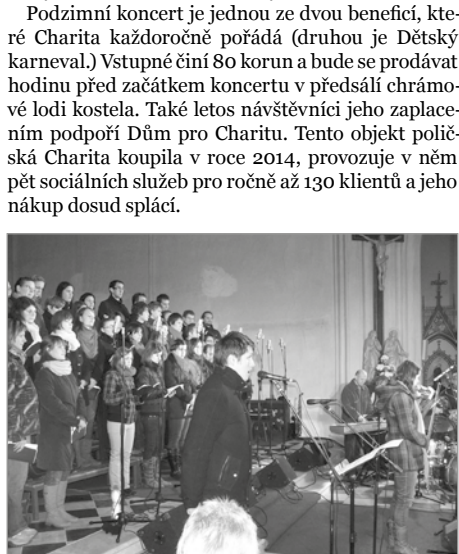 Podzimní koncert je jednou ze dvou beneficí, kte-
ré Charita každoročně pořádá (druhou je Dětský
karneval.) Vstupné činí 80 korun a bude se prodávat
hodinu před začátkem koncertu v předsálí chrámo-
vé lodi kostela. Také letos návštěvníci jeho zaplace-
ním podpoří Dům pro Charitu. Tento objekt polič-
ská Charita koupila v roce 2014, provozuje v něm
pět sociálních služeb pro ročně až 130 klientů a jeho
nákup dosud splácí.